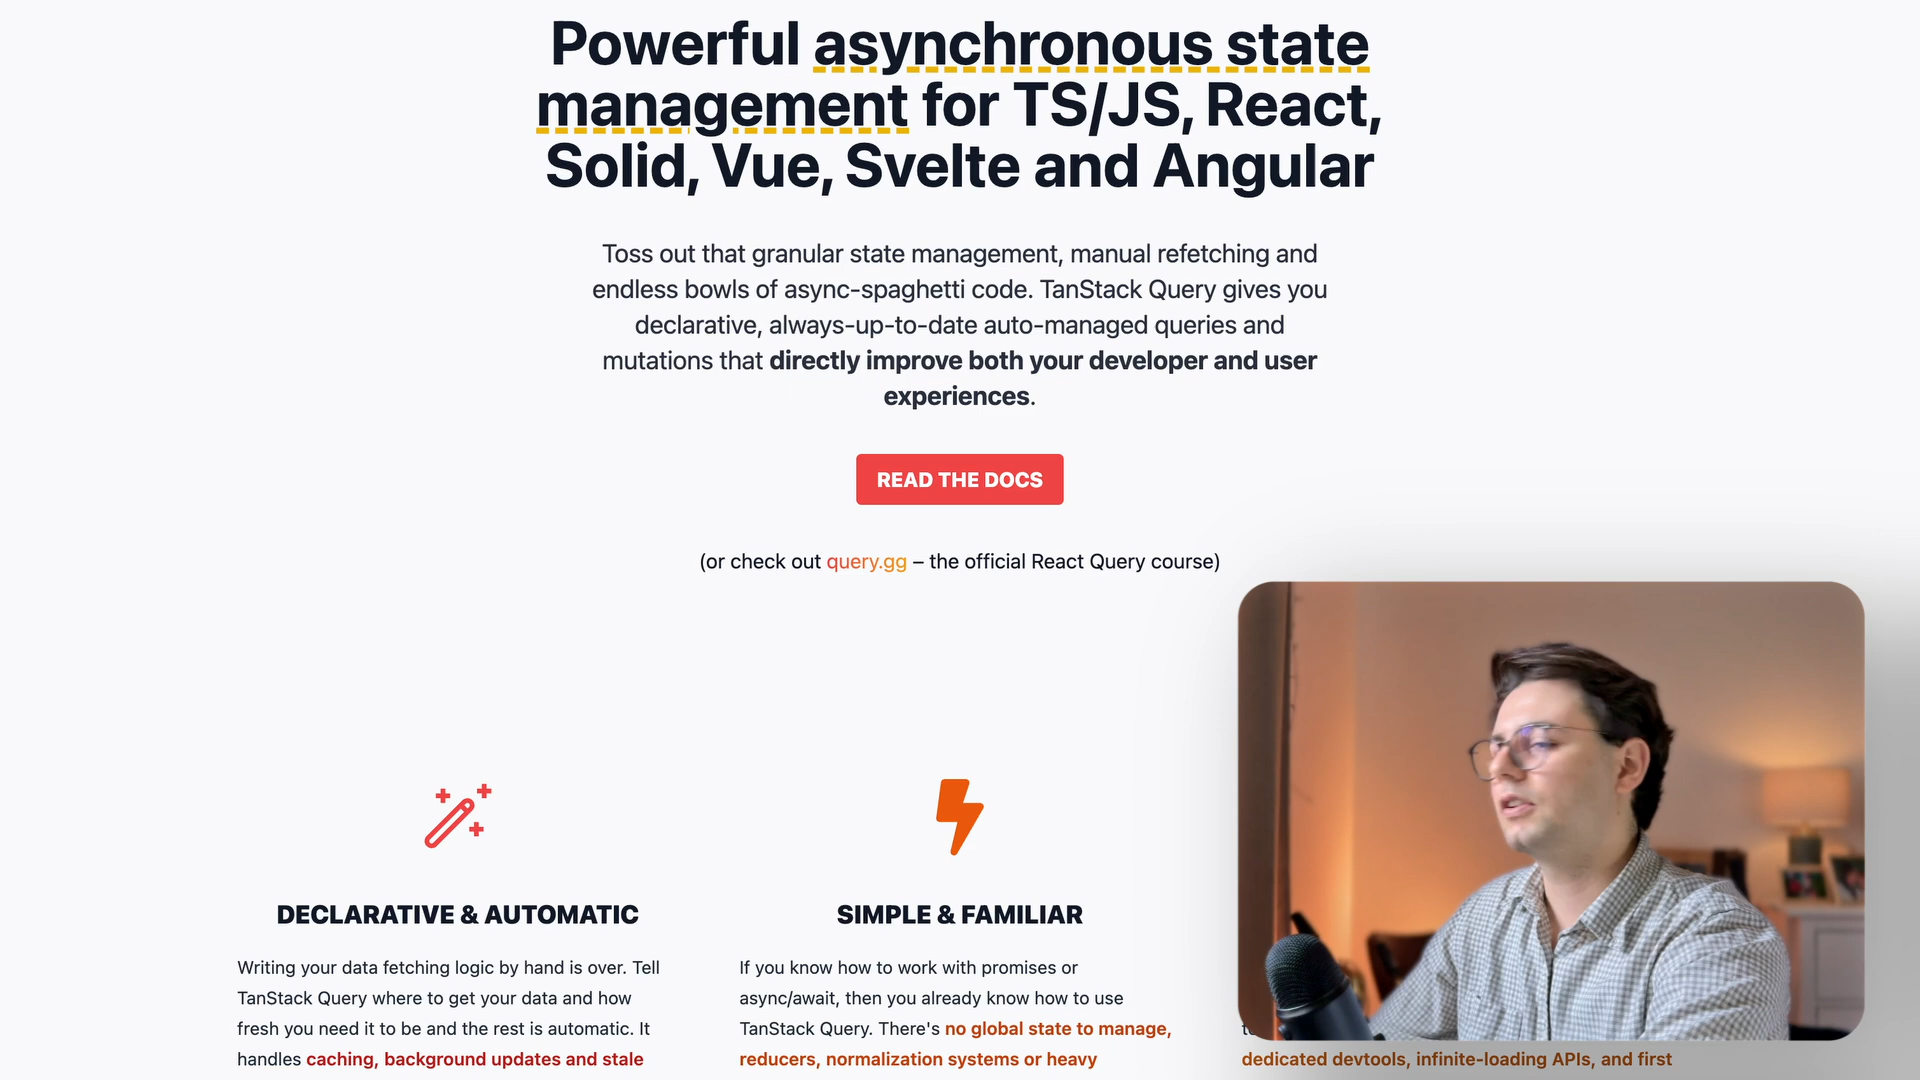 Powerful asynchronous state
management for TS/JS, React,
Solid, Vue, Svelte and Angular
Toss out that granular state management, manual refetching and
endless bowls of async-spaghetti code. TanStack Query gives you
declarative, always-up-to-date auto-managed queries and
mutations that directly improve both your developer and user
experiences.
READ THE DOCS
(or check out query.gg – the official React Query course)
DECLARATIVE & AUTOMATIC
Writing your data fetching logic by hand is over. Tell
TanStack Query where to get your data and how
fresh you need it to be and the rest is automatic. It
handles caching, background updates and stale
SIMPLE & FAMILIAR
If you know how to work with promises or
async/await, then you already know how to use
TanStack Query. There's no global state to manage,
reducers, normalization systems or heavy
dedicated devtools, infinite-loading APIs, and first